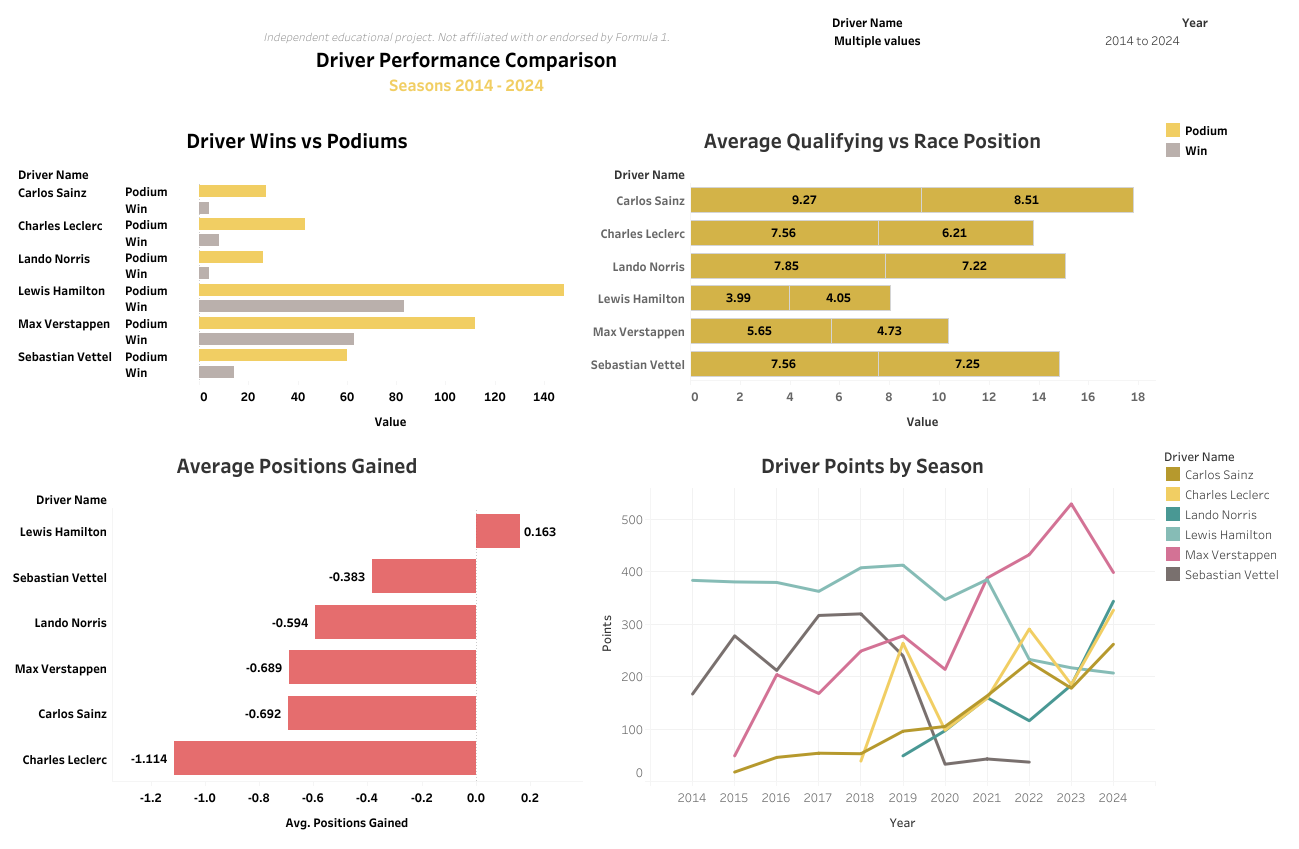 Independent educational project. Not affiliated with or endorsed by Formula 1.
Driver Performance Comparison
Seasons 2014 - 2024
Driver Name
Multiple values
Year
2014 to 2024
Driver Wins vs Podiums
Driver Name
Carlos Sainz Podium
Win
Charles Leclerc Podium
Win
Lando Norris Podium
Win
Lewis Hamilton Podium
Win
Max Verstappen Podium
Win
Sebastian Vettel Podium
Win
0 20 40 60 80 100 120 140
Value
Average Qualifying vs Race Position
Driver Name
Carlos Sainz 9.27 8.51
Charles Leclerc 7.56 6.21
Lando Norris 7.85 7.22
Lewis Hamilton 3.99 4.05
Max Verstappen 5.65 4.73
Sebastian Vettel 7.56 7.25
0 2 4 6 8 10 12 14 16 18
Value
Podium
Win
Average Positions Gained
Driver Name
Lewis Hamilton 0.163
Sebastian Vettel -0.383
Lando Norris -0.594
Max Verstappen -0.689
Carlos Sainz -0.692
Charles Leclerc -1.114
-1.2 -1.0 -0.8 -0.6 -0.4 -0.2 0.0 0.2
Avg. Positions Gained
Driver Points by Season
Points
500
400
300
200
100
0
2014 2015 2016 2017 2018 2019 2020 2021 2022 2023 2024
Year
Driver Name
Carlos Sainz
Charles Leclerc
Lando Norris
Lewis Hamilton
Max Verstappen
Sebastian Vettel